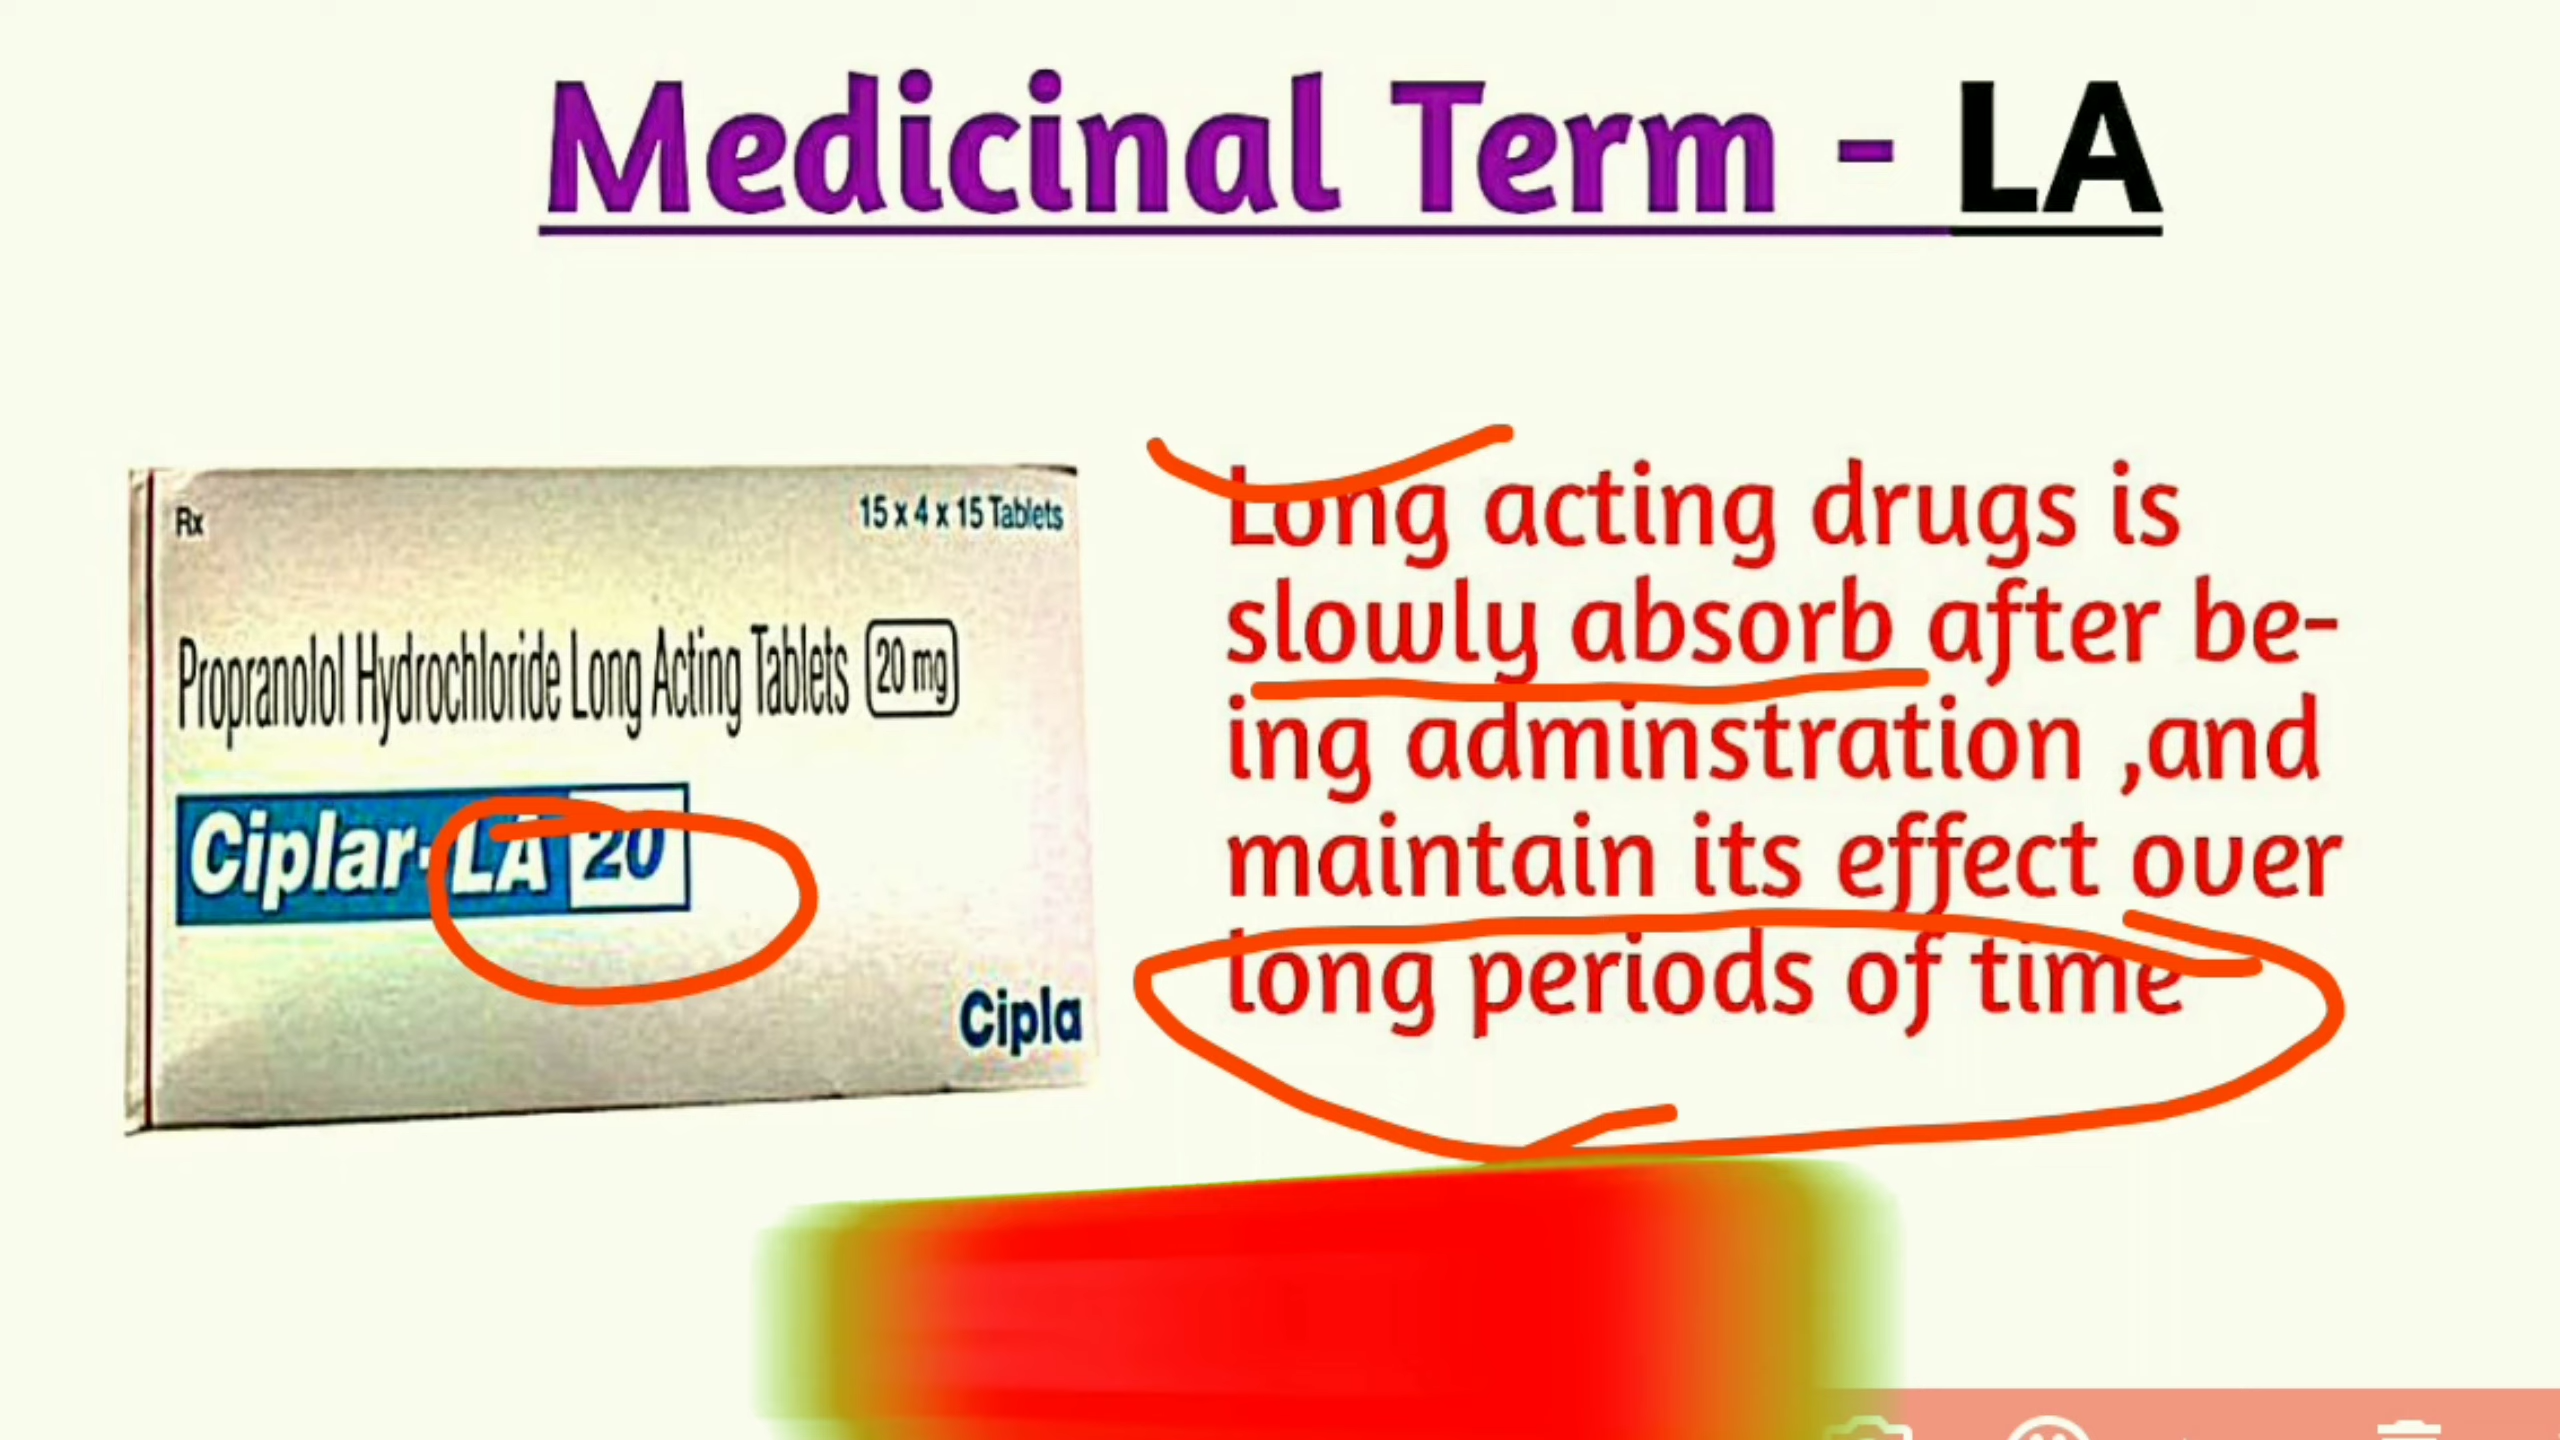 Medicinal Term - LA
Rx
15 x 4 x 15 Tablets
Propranolol Hydrochloride Long Acting Tablets 20 mg
Ciplar-LA 20
Cipla
Long acting drugs is
slowly absorb after be-
ing adminstration ,and
maintain its effect over
long periods of time